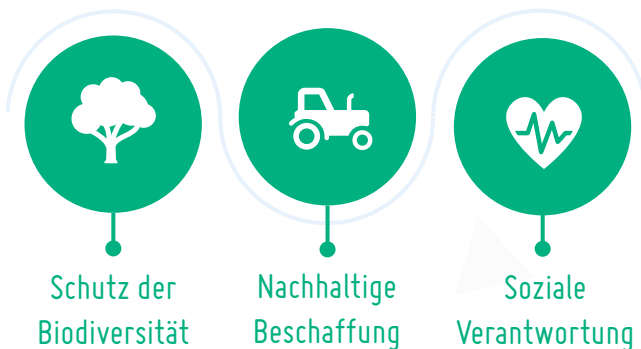 Schutz der
Biodiversität
Nachhaltige
Beschaffung
Soziale
Verantwortung